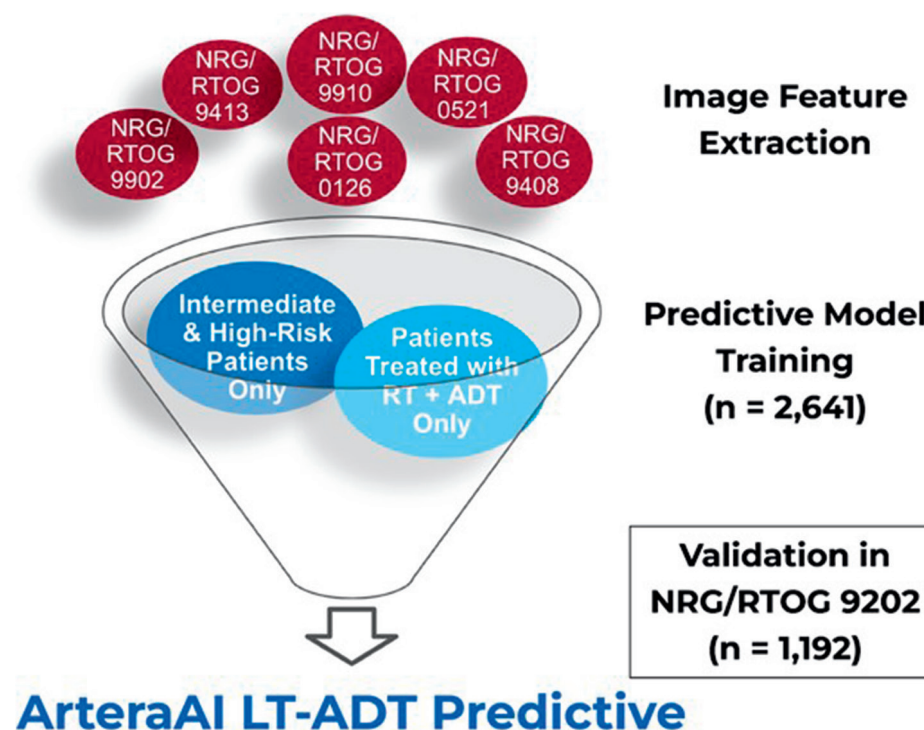 NRG/
RTOG
9902
NRG/
RTOG
9413
NRG/
RTOG
9910
NRG/
RTOG
0126
NRG/
RTOG
0521
NRG/
RTOG
9408
Image Feature
Extraction
Intermediate
& High-Risk
Patients
Only
Patients
Treated with
RT + ADT
Only
Predictive Model
Training
(n = 2,641)
Validation in
NRG/RTOG 9202
(n = 1,192)
ArteraAI LT-ADT Predictive